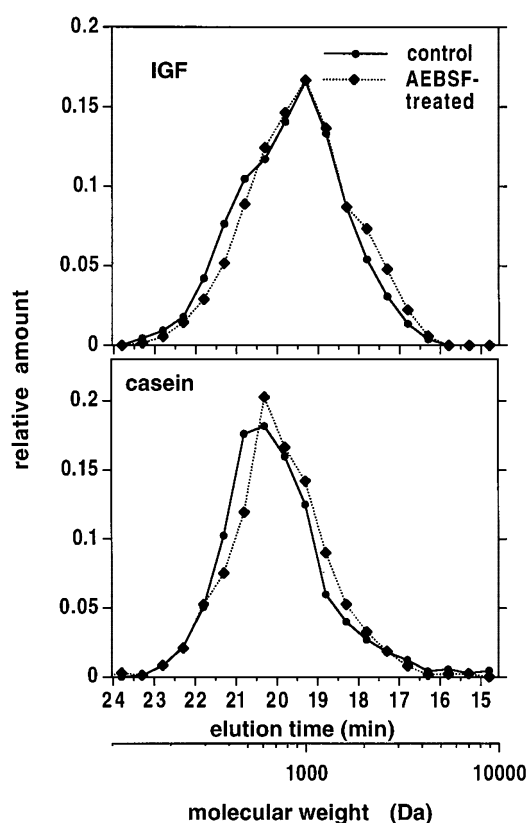 0.2
IGF
control
AEBSF-
treated
0.15
0.1
0.05
0
relative amount
casein
0.2
0.15
0.1
0.05
0
24 23 22 21 20 19 18 17 16 15
elution time (min)
1000 10000
molecular weight (Da)